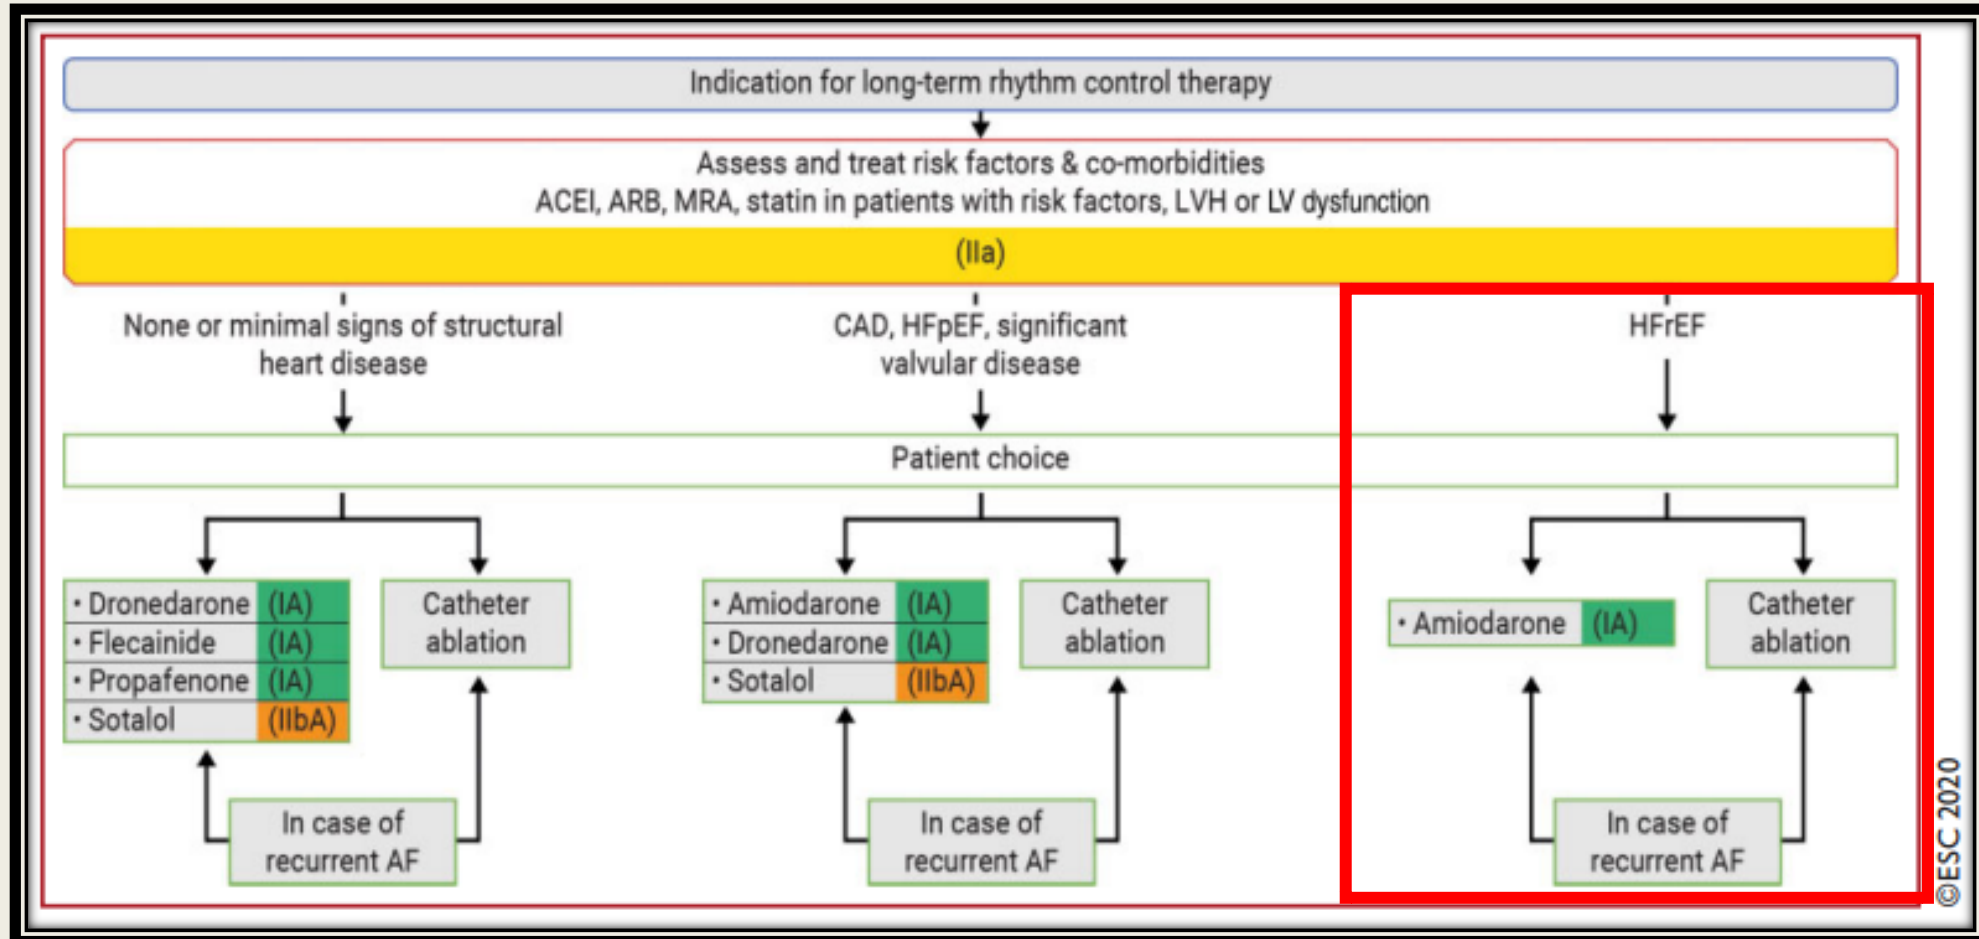 Indication for long-term rhythm control therapy
Assess and treat risk factors & co-morbidities
ACEI, ARB, MRA, statin in patients with risk factors, LVH or LV dysfunction
(IIa)
None or minimal signs of structural
heart disease
CAD, HFpEF, significant
valvular disease
HFrEF
Patient choice
• Dronedarone (IA)
• Flecainide (IA)
• Propafenone (IA)
• Sotalol (IIbA)
Catheter
ablation
• Amiodarone (IA)
• Dronedarone (IA)
• Sotalol (IIbA)
Catheter
ablation
• Amiodarone (IA)
Catheter
ablation
In case of
recurrent AF
In case of
recurrent AF
In case of
recurrent AF
©ESC 2020